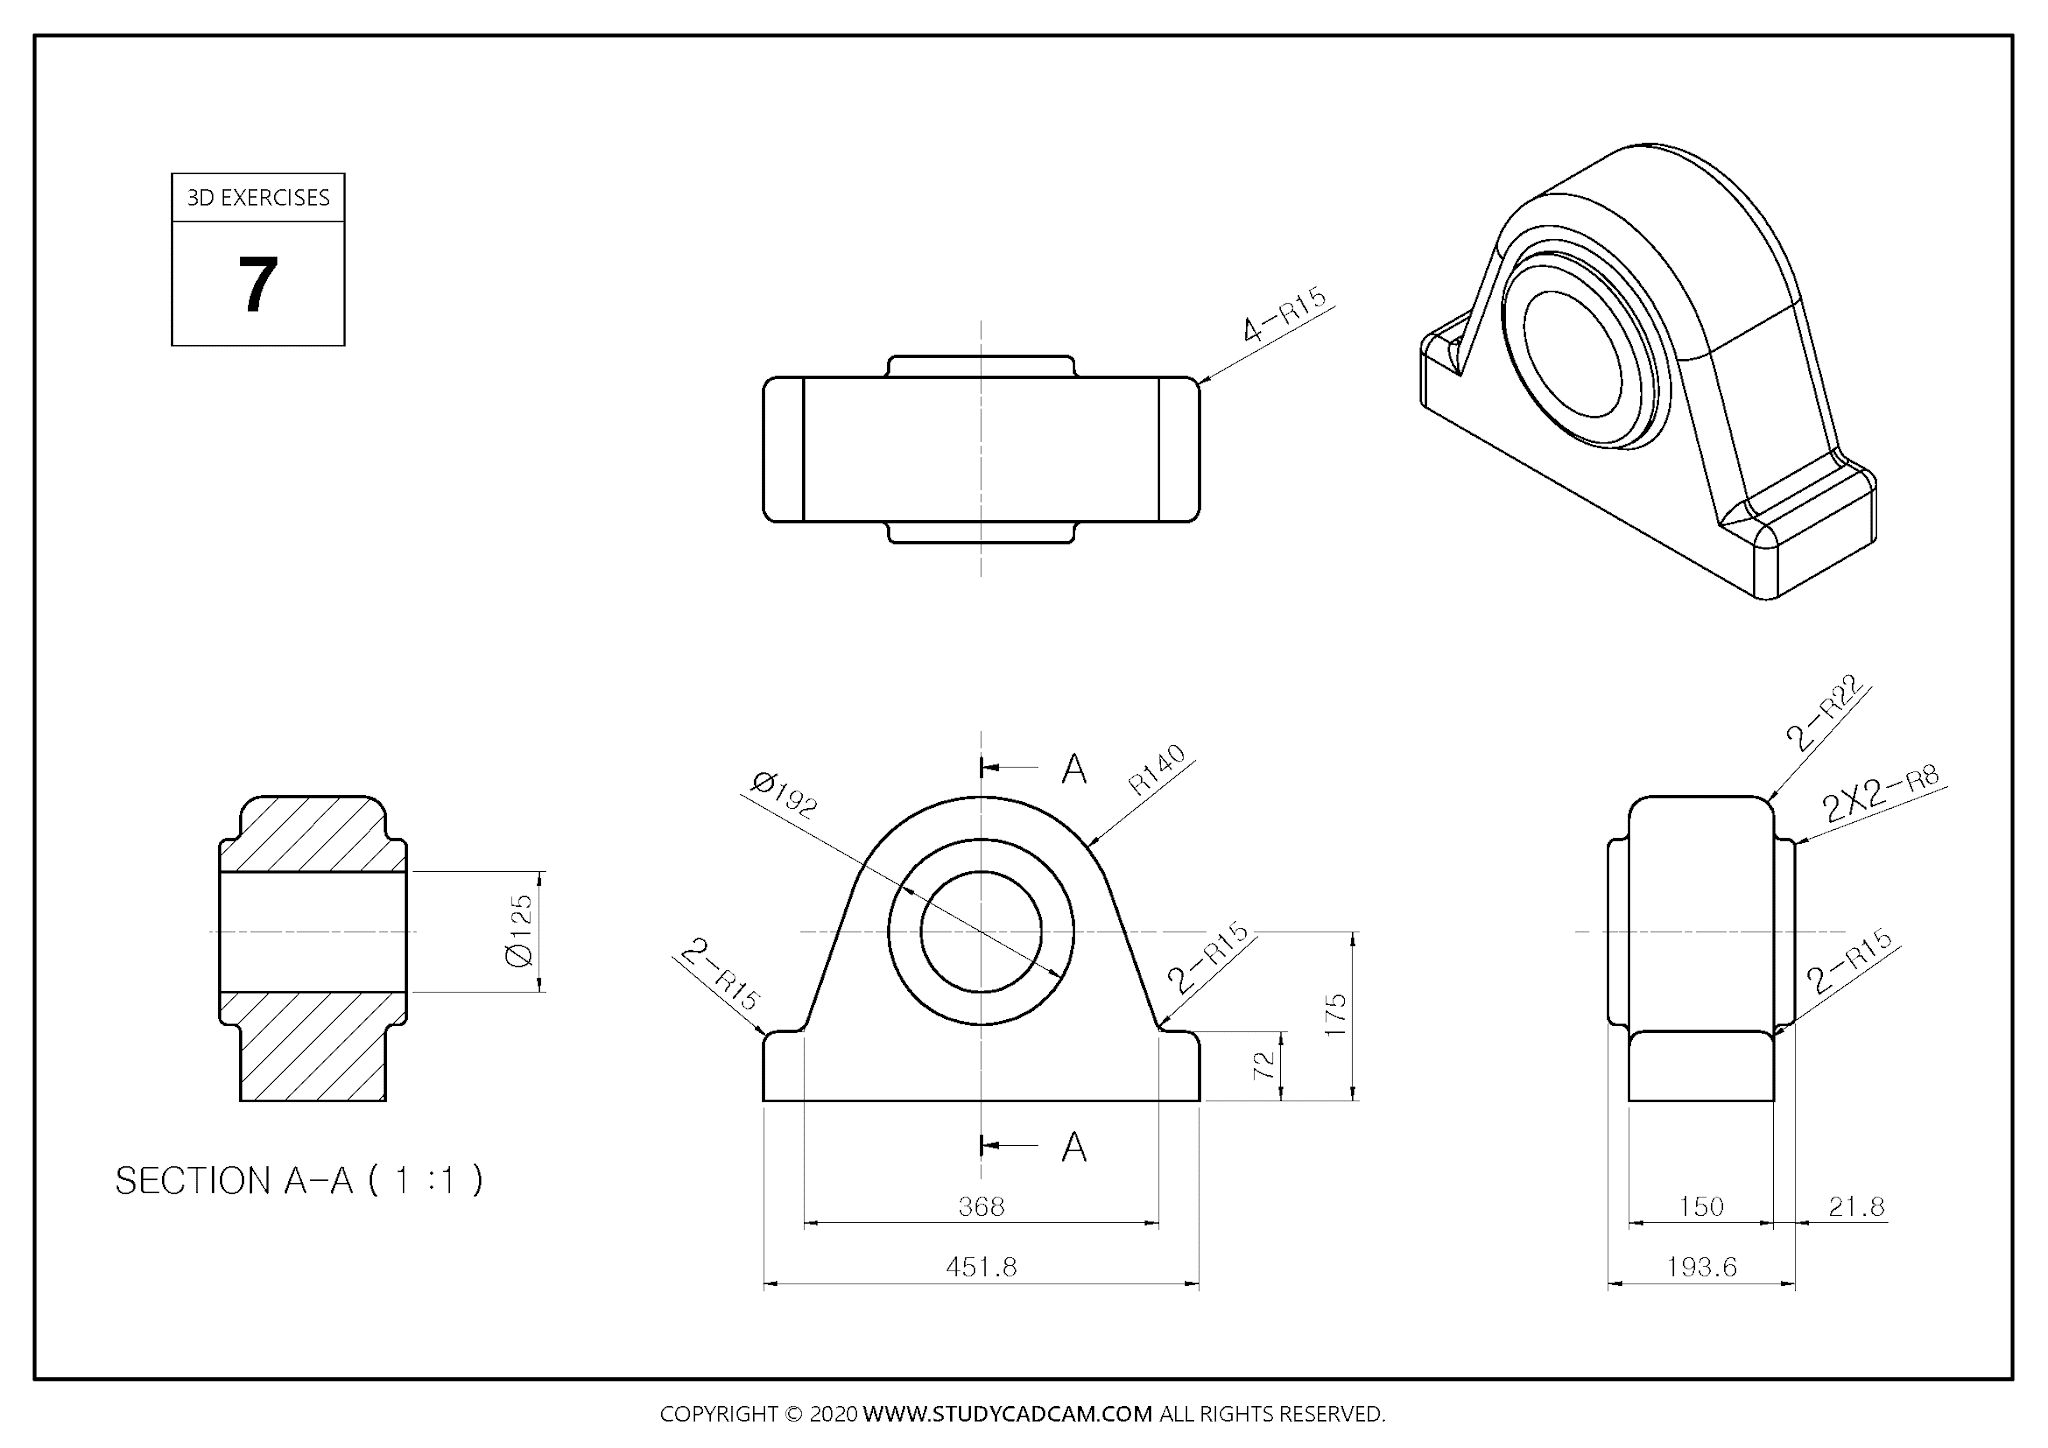 3D EXERCISES
7
4-R15
2-R22
2X2-R8
2-R15
A
R140
Ø192
2-R15
2-R15
Ø125
175
72
A
SECTION A-A ( 1 :1 )
368
451.8
150
21.8
193.6
COPYRIGHT © 2020 WWW.STUDYCADCAM.COM ALL RIGHTS RESERVED.